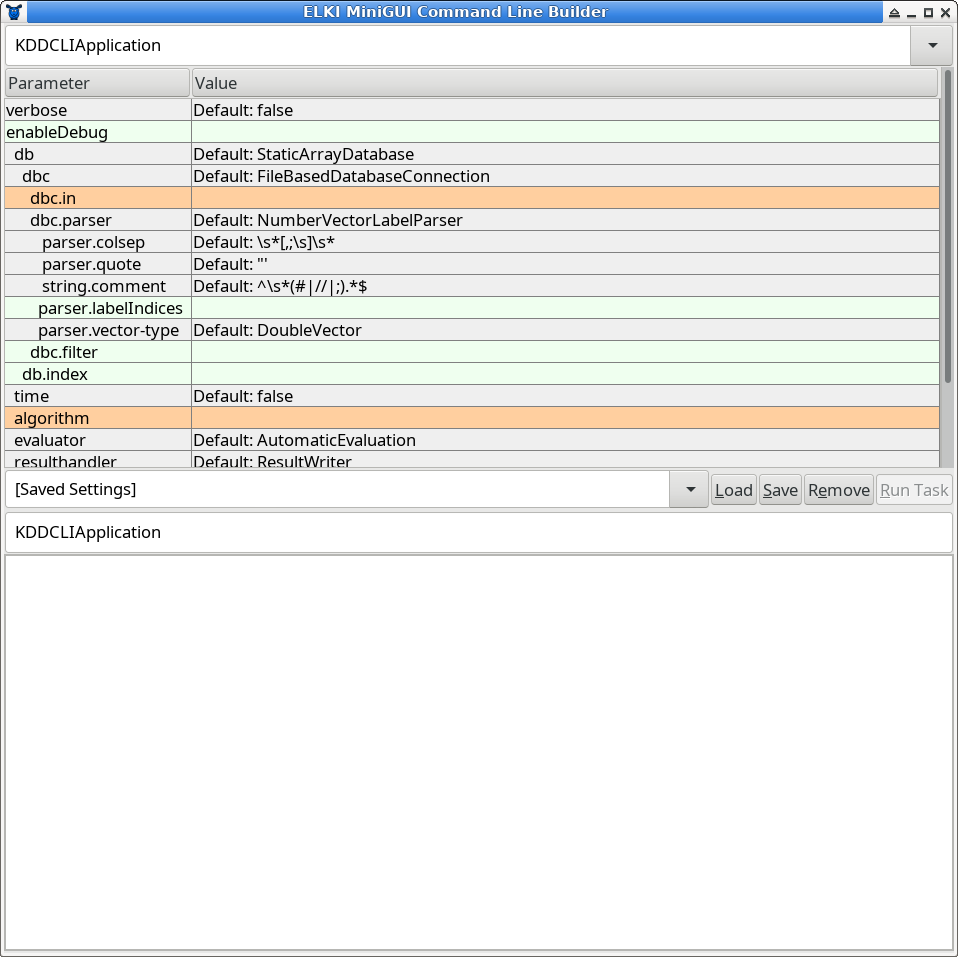 ELKI MiniGUI Command Line Builder
KDDCLIApplication
Parameter Value
verbose Default: false
enableDebug
db Default: StaticArrayDatabase
dbc Default: FileBasedDatabaseConnection
dbc.in
dbc.parser Default: NumberVectorLabelParser
parser.colsep Default: \s*[,;\s]\s*
parser.quote Default: "'
string.comment Default: ^\s*(#|//|;).*$
parser.labelIndices
parser.vector-type Default: DoubleVector
dbc.filter
db.index
time Default: false
algorithm
evaluator Default: AutomaticEvaluation
resulthandler Default: ResultWriter
[Saved Settings] Load Save Remove Run Task
KDDCLIApplication